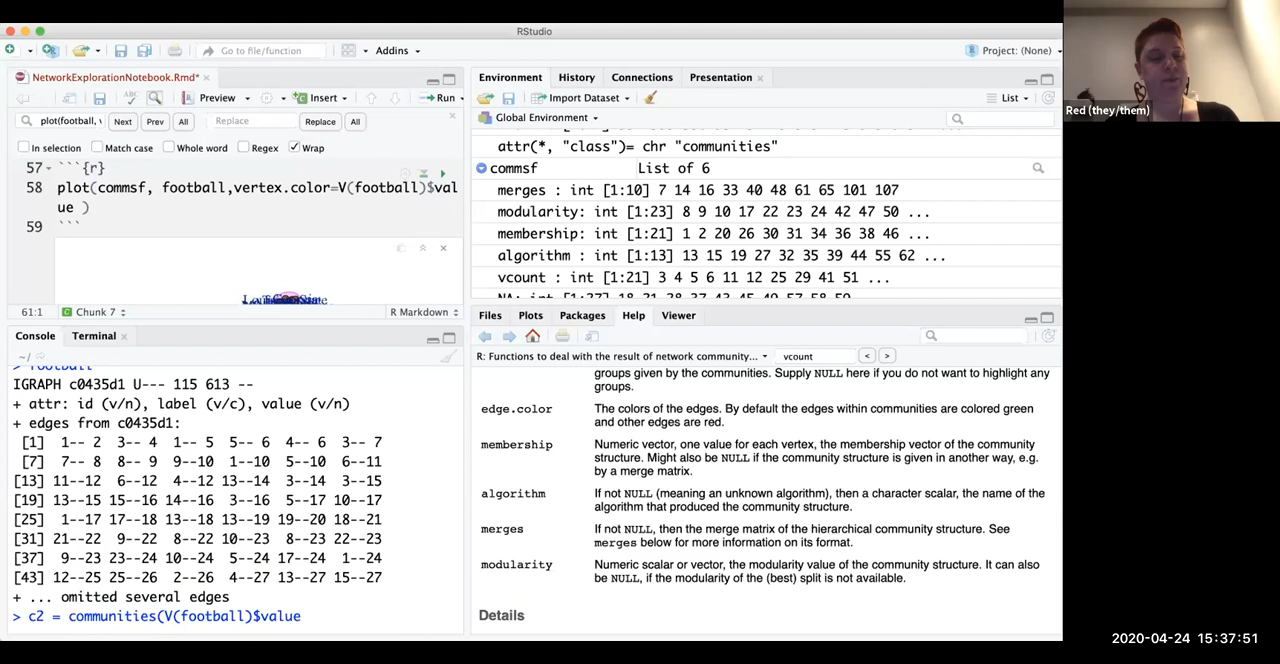 RStudio
Go to file/function
Addins
Project: (None)
NetworkExplorationNotebook.Rmd*
Preview
Insert
Run
plot(football, v
Next
Prev
All
Replace
Replace
All
In selection
Match case
Whole word
Regex
Wrap
57 ```{r}
58 plot(commsf, football,vertex.color=V(football)$val
ue )
59 ```
61:1
Chunk 7
R Markdown
Console
Terminal
~/
> football
IGRAPH c0435d1 U--- 115 613 --
+ attr: id (v/n), label (v/c), value (v/n)
+ edges from c0435d1:
[1] 1-- 2 3-- 4 1-- 5 5-- 6 4-- 6 3-- 7
[7] 7-- 8 8-- 9 9--10 1--10 5--10 6--11
[13] 11--12 6--12 4--12 13--14 3--14 3--15
[19] 13--15 15--16 14--16 3--16 5--17 10--17
[25] 1--17 17--18 13--18 13--19 19--20 18--21
[31] 21--22 9--22 8--22 10--23 8--23 22--23
[37] 9--23 23--24 10--24 5--24 17--24 1--24
[43] 12--25 25--26 2--26 4--27 13--27 15--27
+ ... omitted several edges
> c2 = communities(V(football)$value
Environment
History
Connections
Presentation
Import Dataset
List
Global Environment
attr(*, "class")= chr "communities"
commsf List of 6
merges : int [1:10] 7 14 16 33 40 48 61 65 101 107
modularity: int [1:23] 8 9 10 17 22 23 24 42 47 50 ...
membership: int [1:21] 1 2 20 26 30 31 34 36 38 46 ...
algorithm : int [1:13] 13 15 19 27 32 35 39 44 55 62 ...
vcount : int [1:21] 3 4 5 6 11 12 25 29 41 51 ...
NA: int [1:27] 18 21 28 37 43 45 49 57 58 59
Files
Plots
Packages
Help
Viewer
R: Functions to deal with the result of network community...
vcount
groups given by the communities. Supply NULL here if you do not want to highlight any
groups.
edge.color The colors of the edges. By default the edges within communities are colored green
and other edges are red.
membership Numeric vector, one value for each vertex, the membership vector of the community
structure. Might also be NULL if the community structure is given in another way, e.g.
by a merge matrix.
algorithm If not NULL (meaning an unknown algorithm), then a character scalar, the name of the
algorithm that produced the community structure.
merges If not NULL, then the merge matrix of the hierarchical community structure. See
merges below for more information on its format.
modularity Numeric scalar or vector, the modularity value of the community structure. It can also
be NULL, if the modularity of the (best) split is not available.
Details
Red (they/them)
2020-04-24 15:37:51